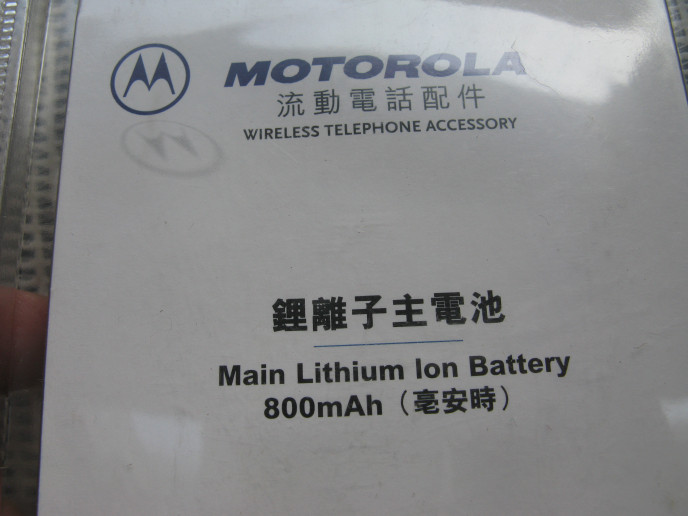 MOTOROLA
流動電話配件
WIRELESS TELEPHONE ACCESSORY
鋰離子主電池
Main Lithium Ion Battery
800mAh（毫安時）